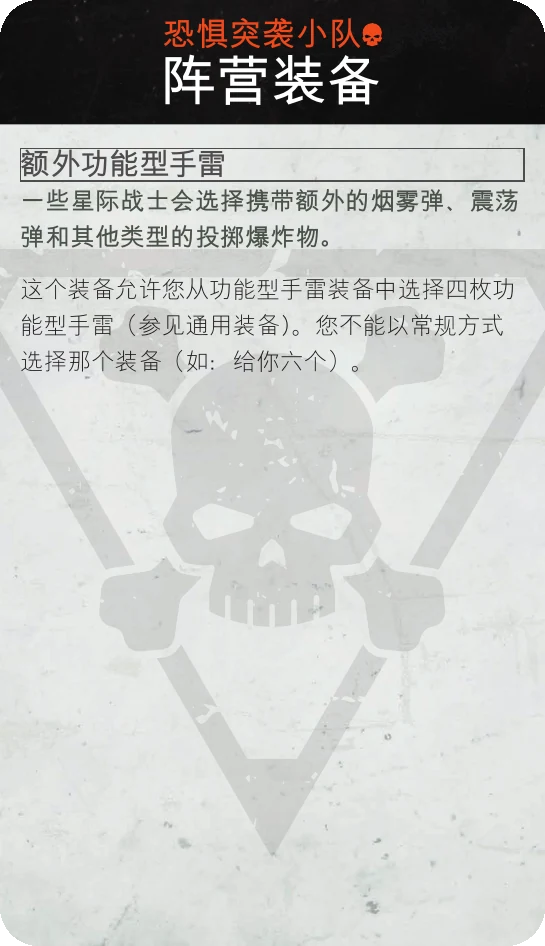 恐惧突袭小队
阵营装备
额外功能型手雷
一些星际战士会选择携带额外的烟雾弹、震荡
弹和其他类型的投掷爆炸物。
这个装备允许您从功能型手雷装备中选择四枚功
能型手雷（参见通用装备）。您不能以常规方式
选择那个装备（如：给你六个）。